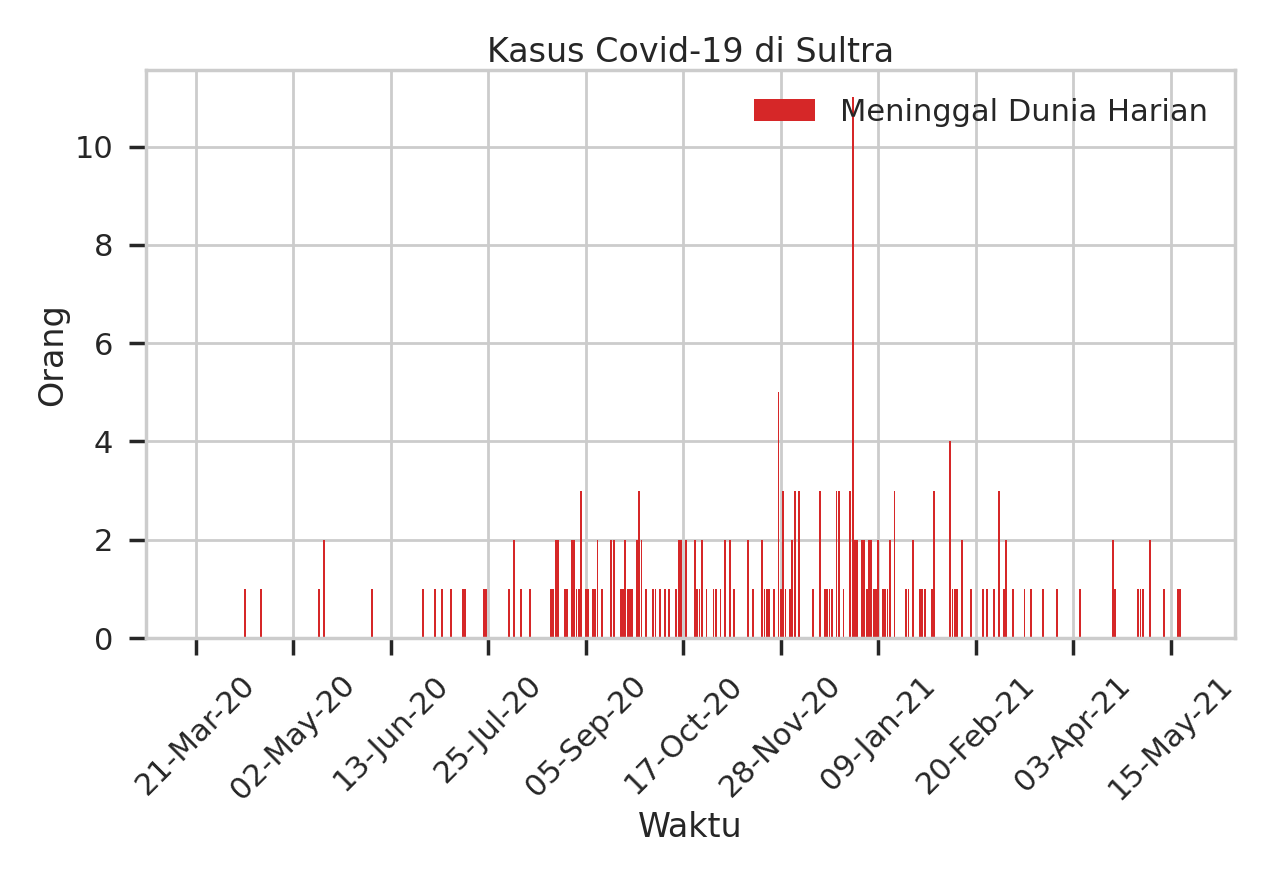 Kasus Covid-19 di Sultra
Meninggal Dunia Harian
Orang
10
8
6
4
2
0
21-Mar-20
02-May-20
13-Jun-20
25-Jul-20
05-Sep-20
17-Oct-20
28-Nov-20
09-Jan-21
20-Feb-21
03-Apr-21
15-May-21
Waktu